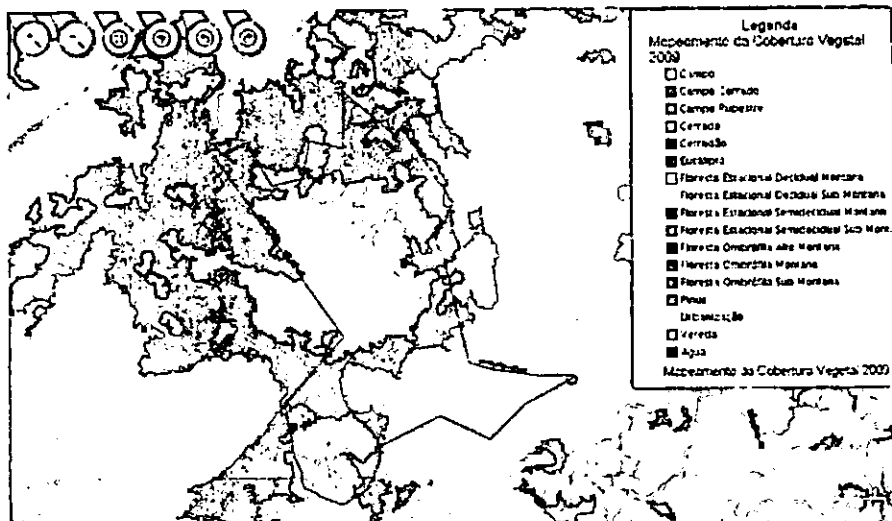 Legenda
Mapeamento da Cobertura Vegetal
2009
Campo
Campo Cerrado
Campo Rupestre
Cerrado
Cerradão
Eucalipto
Floresta Estacional Decidual Montana
Floresta Estacional Decidual Sub Montana
Floresta Estacional Semidecidual Montana
Floresta Estacional Semidecidual Sub Mont
Floresta Ombrófila Alto Montana
Floresta Ombrófila Montana
Floresta Ombrófila Sub Montana
Pinus
Urbanização
Vereda
Água
Mapeamento da Cobertura Vegetal 2009